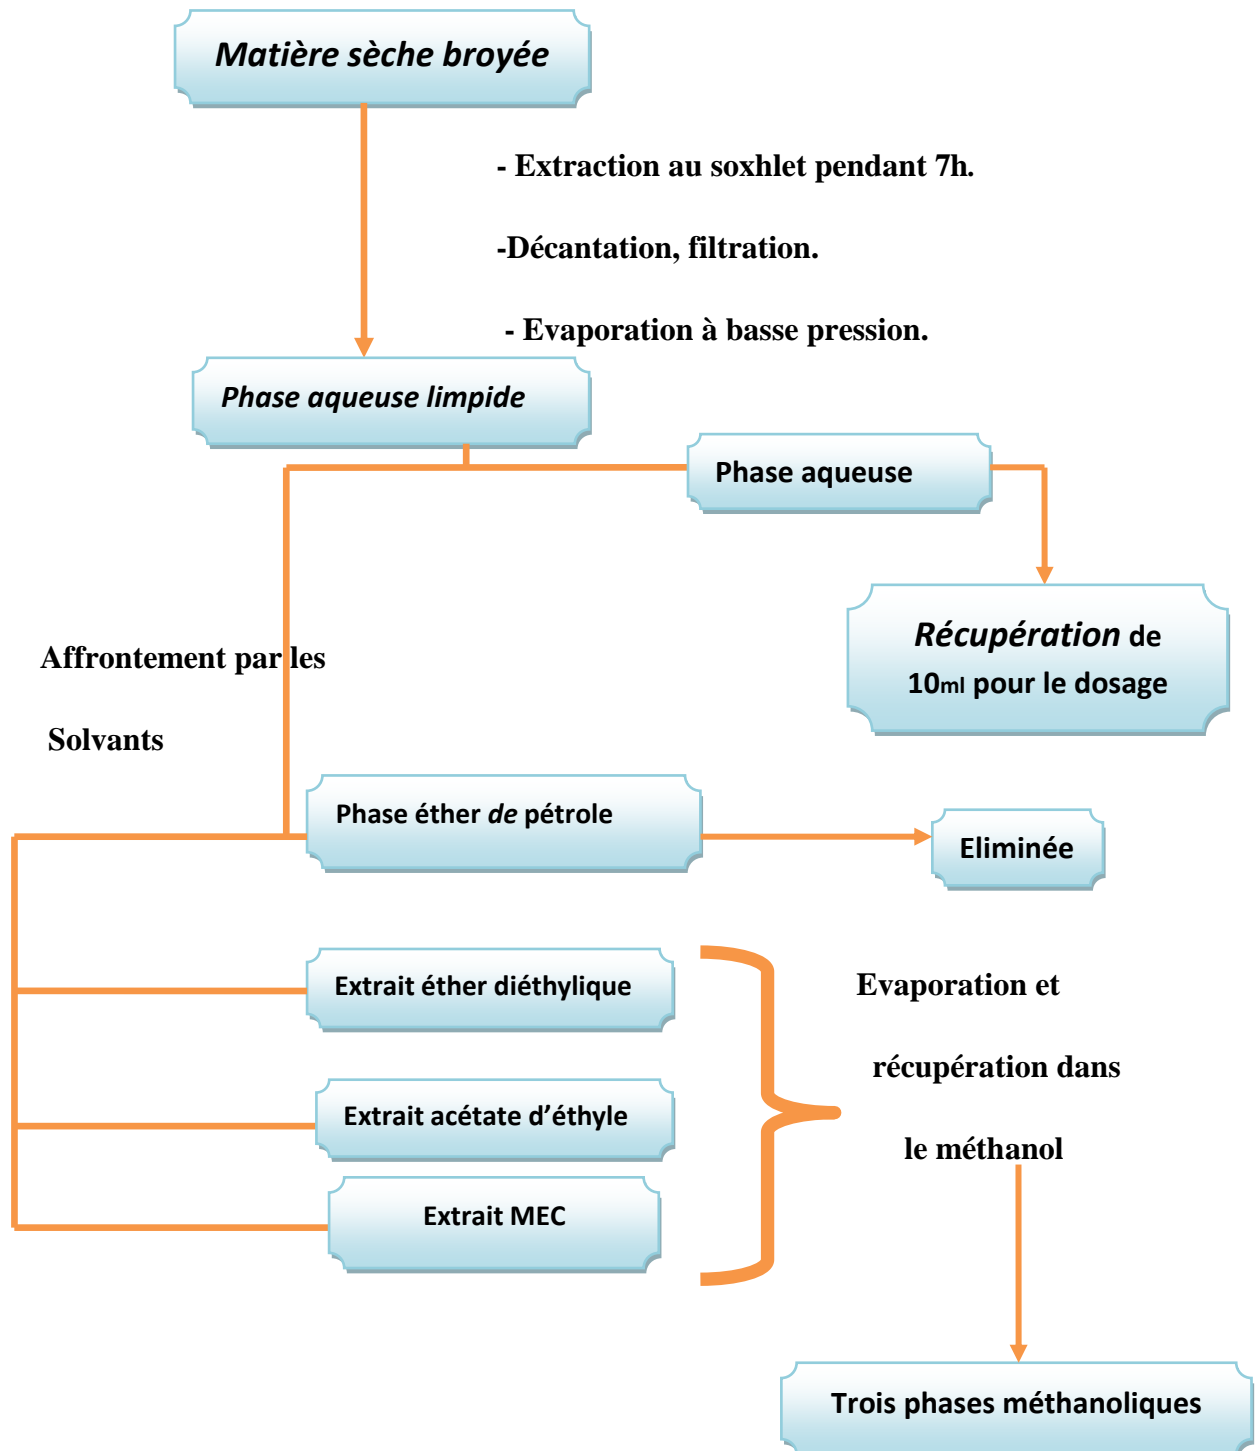 Matière sèche broyée
- Extraction au soxhlet pendant 7h.
-Décantation, filtration.
- Evaporation à basse pression.
Phase aqueuse limpide
Phase aqueuse
Récupération de
10ml pour le dosage
Affrontement par les
Solvants
Phase éther de pétrole
Eliminée
Extrait éther diéthylique
Extrait acétate d’éthyle
Extrait MEC
Evaporation et
récupération dans
le méthanol
Trois phases méthanoliques